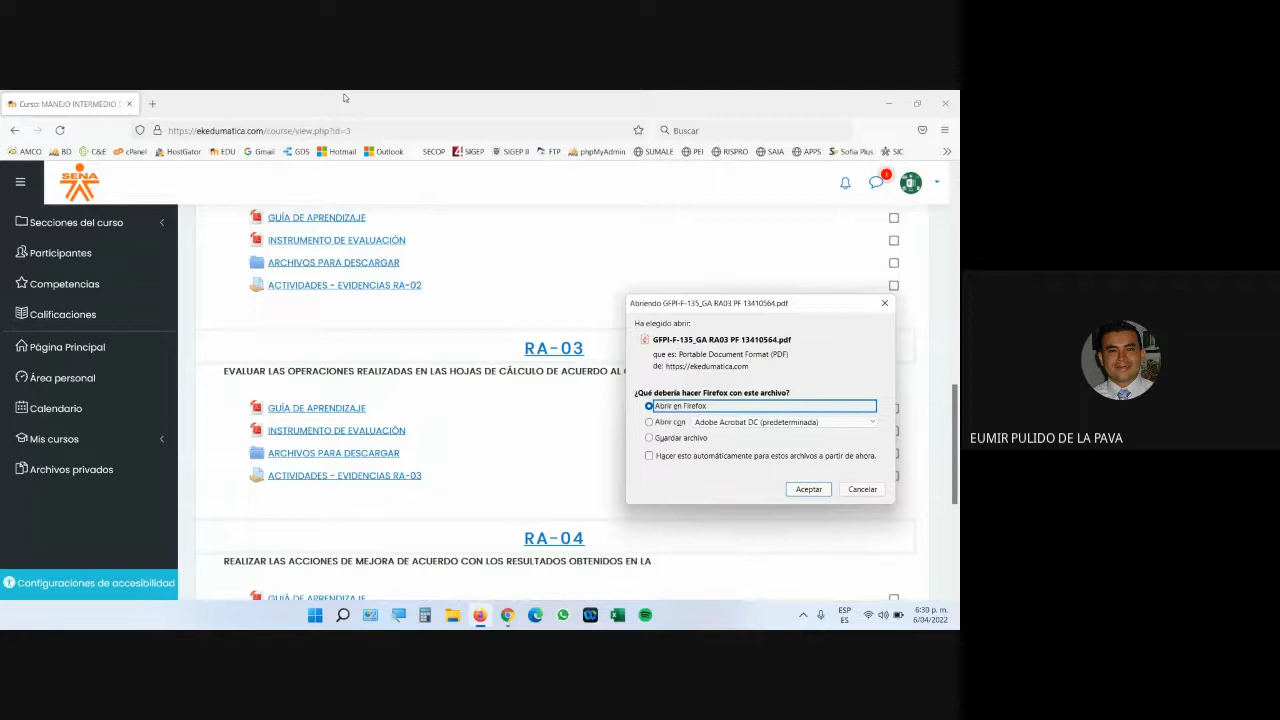 Curso: MANEJO INTERMEDIO
https://ekedumatica.com/course/view.php?id=3
Buscar
AMCO BD C&E cPanel HostGator EDU Gmail GDS Hotmail Outlook SECOP SIGEP SIGEP II FTP phpMyAdmin SUMALE PEI RISPRO SAIA APPS Sofia Plus SIC
SENA
1
Secciones del curso
Participantes
Competencias
Calificaciones
Página Principal
Área personal
Calendario
Mis cursos
Archivos privados
Configuraciones de accesibilidad
GUÍA DE APRENDIZAJE
INSTRUMENTO DE EVALUACIÓN
ARCHIVOS PARA DESCARGAR
ACTIVIDADES - EVIDENCIAS RA-02
RA-03
EVALUAR LAS OPERACIONES REALIZADAS EN LAS HOJAS DE CÁLCULO DE ACUERDO AL
GUÍA DE APRENDIZAJE
INSTRUMENTO DE EVALUACIÓN
ARCHIVOS PARA DESCARGAR
ACTIVIDADES - EVIDENCIAS RA-03
RA-04
REALIZAR LAS ACCIONES DE MEJORA DE ACUERDO CON LOS RESULTADOS OBTENIDOS EN LA
GUÍA DE APRENDIZAJE
Abriendo GFPI-F-135_GA RA03 PF 13410564.pdf
Ha elegido abrir:
GFPI-F-135_GA RA03 PF 13410564.pdf
que es: Portable Document Format (PDF)
de: https://ekedumatica.com
¿Qué debería hacer Firefox con este archivo?
Abrir en Firefox
Abrir con Adobe Acrobat DC (predeterminada)
Guardar archivo
Hacer esto automáticamente para estos archivos a partir de ahora.
Aceptar Cancelar
ESP
ES
6:30 p. m.
6/04/2022
EUMIR PULIDO DE LA PAVA